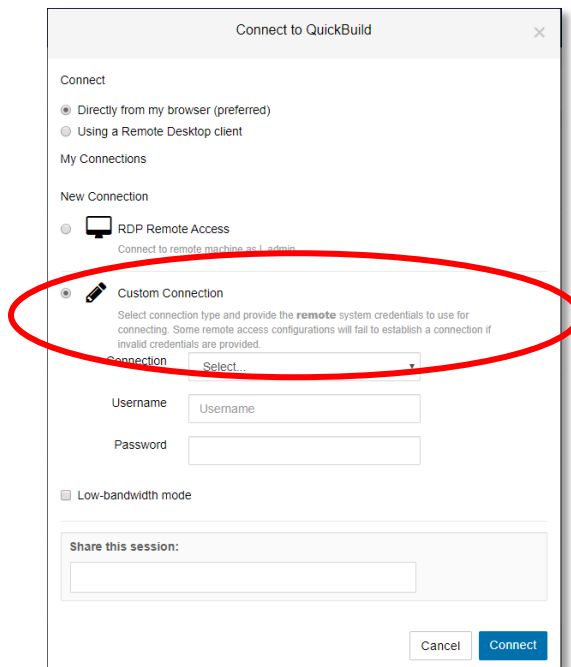 Connect to QuickBuild
×
Connect
Directly from my browser (preferred)
Using a Remote Desktop client
My Connections
New Connection
RDP Remote Access
Connect to remote machine as l_admin
Custom Connection
Select connection type and provide the remote system credentials to use for
connecting. Some remote access configurations will fail to establish a connection if
invalid credentials are provided.
Connection Select...
Username Username
Password
Low-bandwidth mode
Share this session:
Cancel Connect